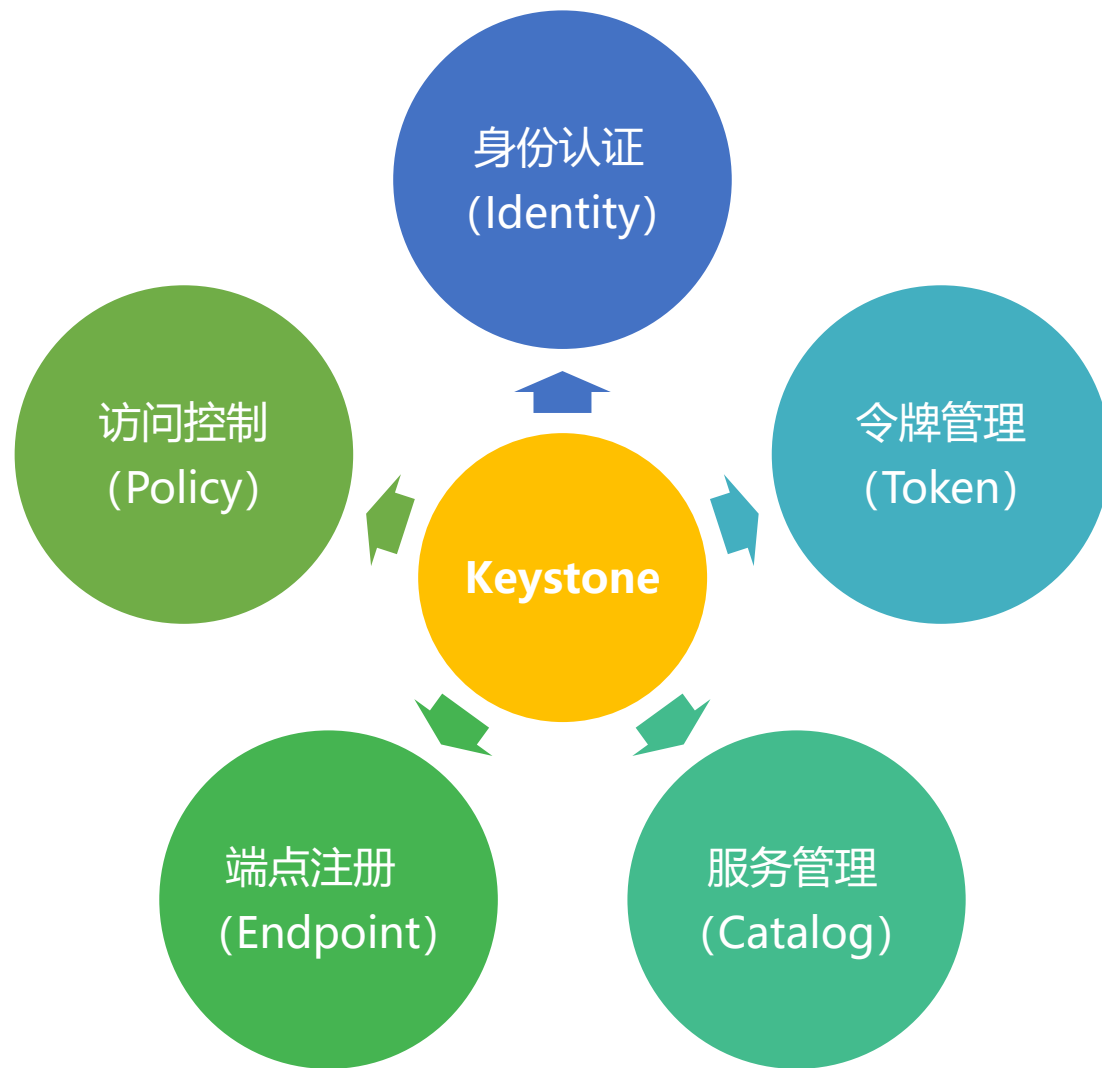 身份认证
（Identity）
访问控制
（Policy）
令牌管理
（Token）
Keystone
端点注册
（Endpoint）
服务管理
（Catalog）